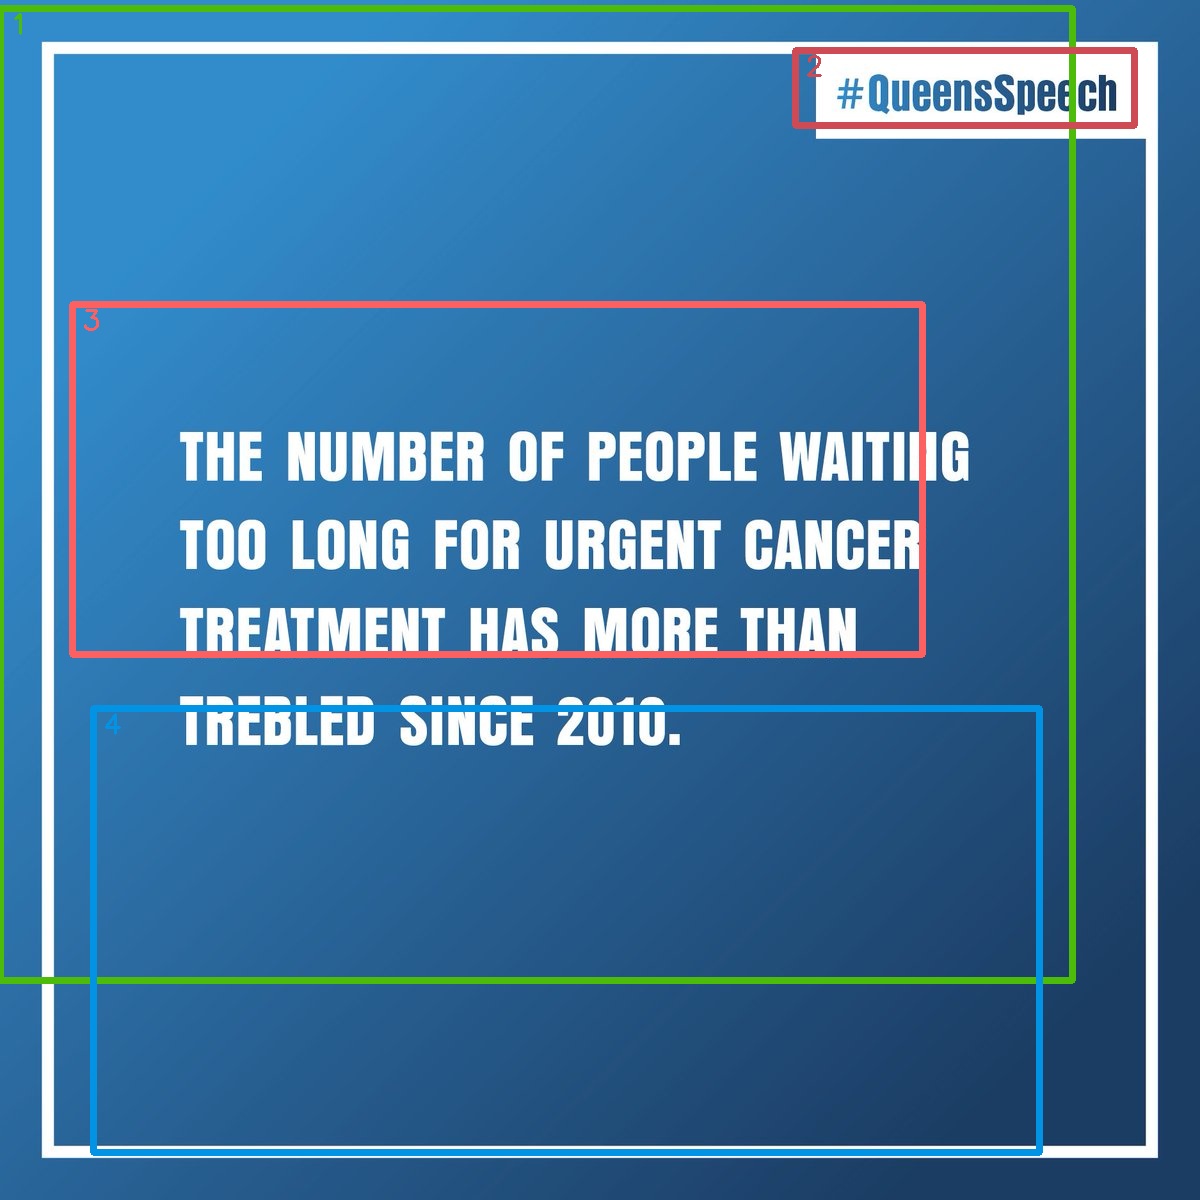 #QueensSpeech
THE NUMBER OF PEOPLE WAITING
TOO LONG FOR URGENT CANCER
TREATMENT HAS MORE THAN
TREBLED SINCE 2010.